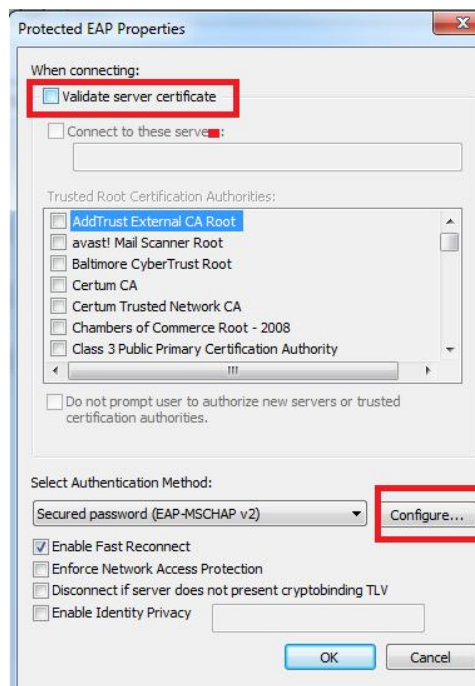 Protected EAP Properties
When connecting:
Validate server certificate
Connect to these :
Trusted Root Certification Authorities:
AddTrust External CA Root
avast! Mail Scanner Root
Baltimore CyberTrust Root
Certum CA
Certum Trusted Network CA
Chambers of Commerce Root - 2008
Class 3 Public Primary Certification Authority
Do not prompt user to authorize new servers or trusted
certification authorities.
Select Authentication Method:
Secured password (EAP-MSCHAP v2) Configure...
Enable Fast Reconnect
Enforce Network Access Protection
Disconnect if server does not present cryptobinding TLV
Enable Identity Privacy
OK Cancel